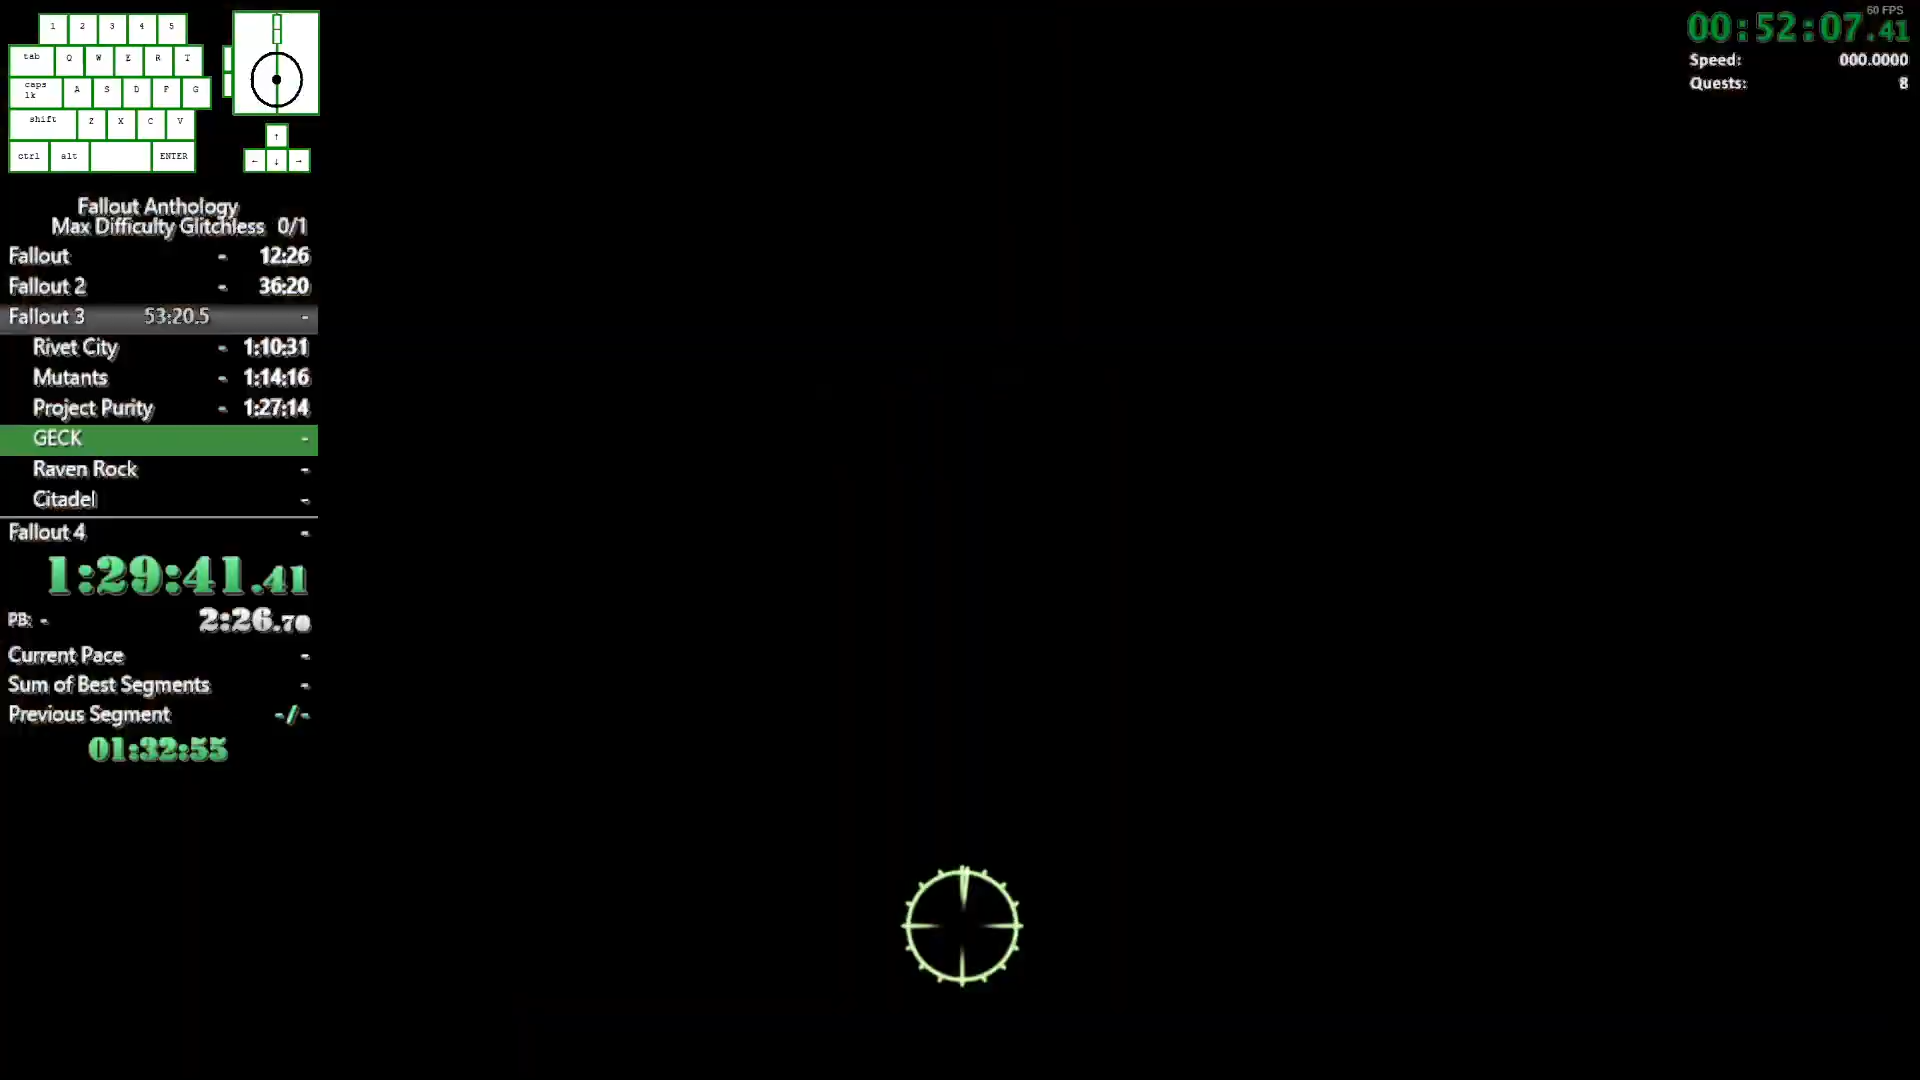 1 2 3 4 5
tab Q W E R T
caps lk A S D F G
shift Z X C V
ctrl alt ENTER
↑
← ↓ →
60 FPS
00:52:07.41
Speed: 000.0000
Quests: 8
Fallout Anthology
Max Difficulty Glitchless 0/1
Fallout - 12:26
Fallout 2 - 36:20
Fallout 3 53:20.5 -
Rivet City - 1:10:31
Mutants - 1:14:16
Project Purity - 1:27:14
GECK -
Raven Rock -
Citadel -
Fallout 4 -
1:29:41.41
PB: - 2:26.70
Current Pace -
Sum of Best Segments -
Previous Segment -/-
01:32:55